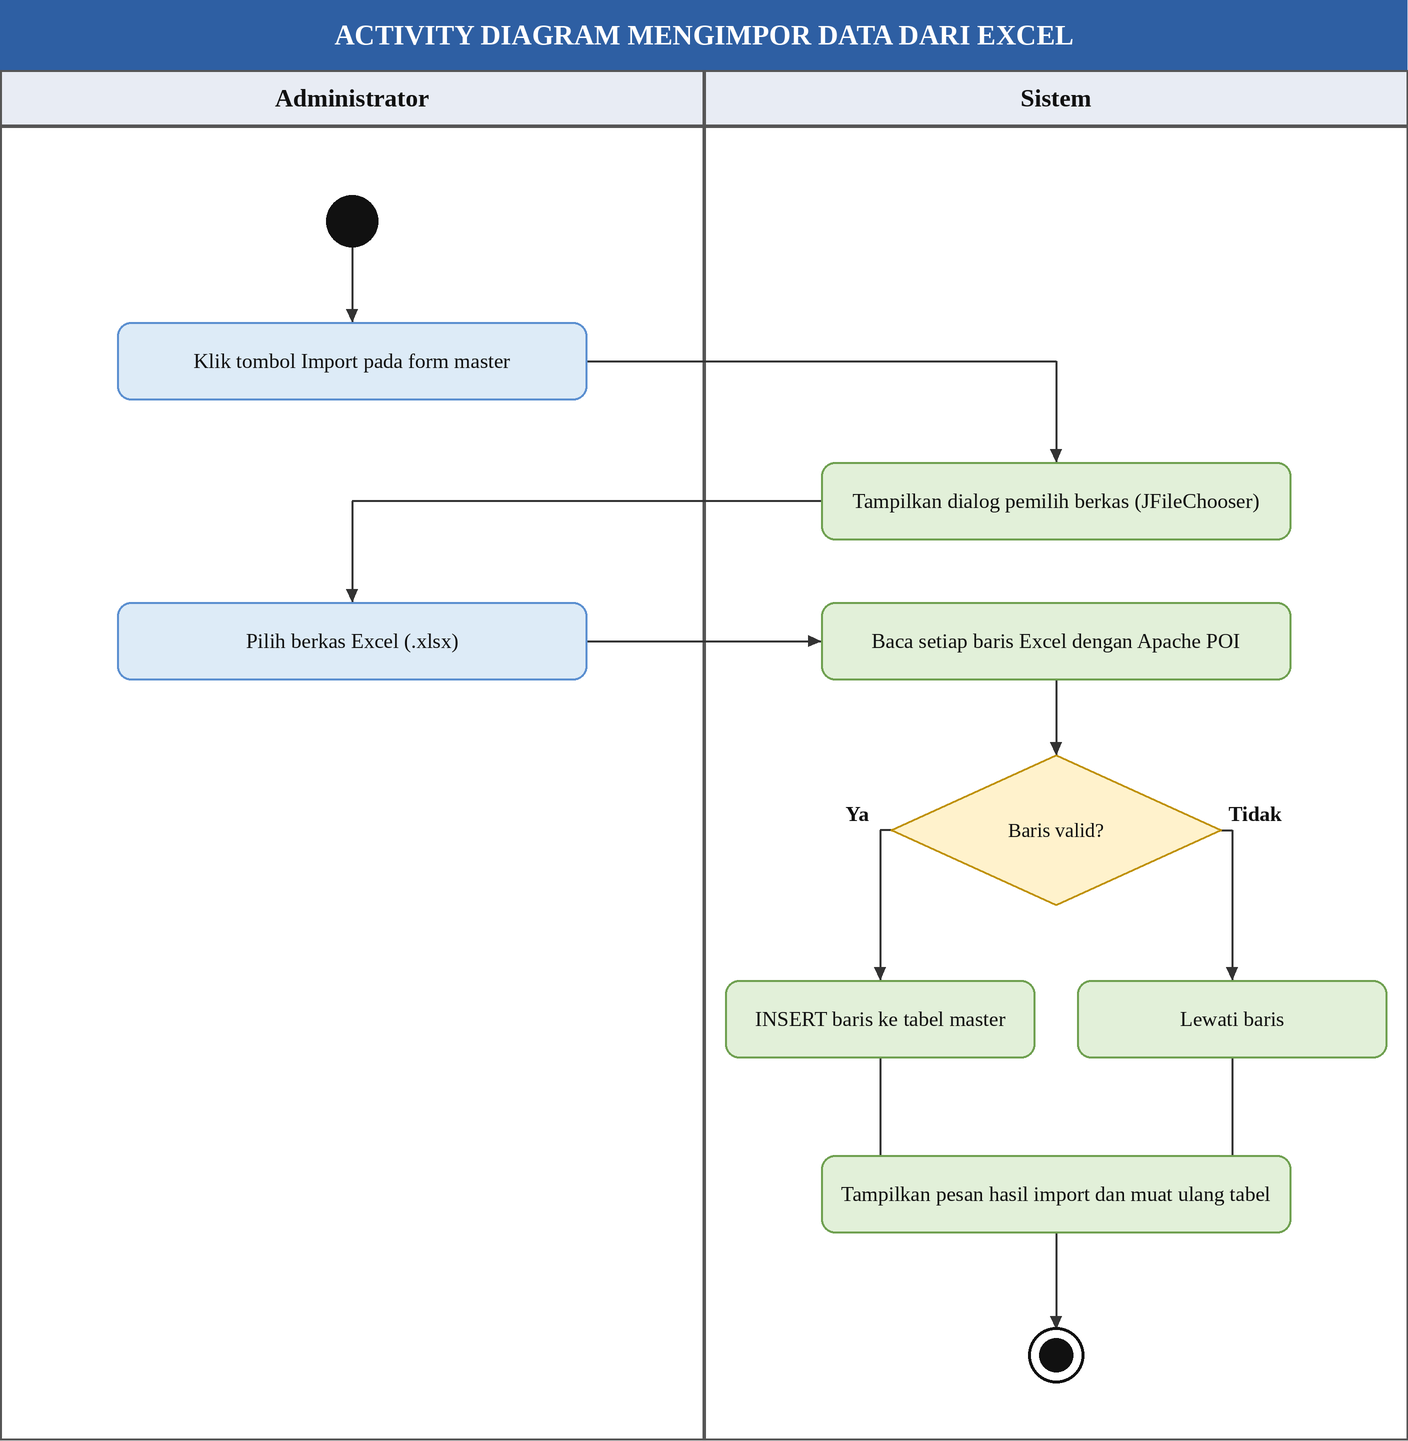 ACTIVITY DIAGRAM MENGIMPOR DATA DARI EXCEL
Administrator
Sistem
Klik tombol Import pada form master
Tampilkan dialog pemilih berkas (JFileChooser)
Pilih berkas Excel (.xlsx)
Baca setiap baris Excel dengan Apache POI
Ya
Tidak
Baris valid?
INSERT baris ke tabel master
Lewati baris
Tampilkan pesan hasil import dan muat ulang tabel